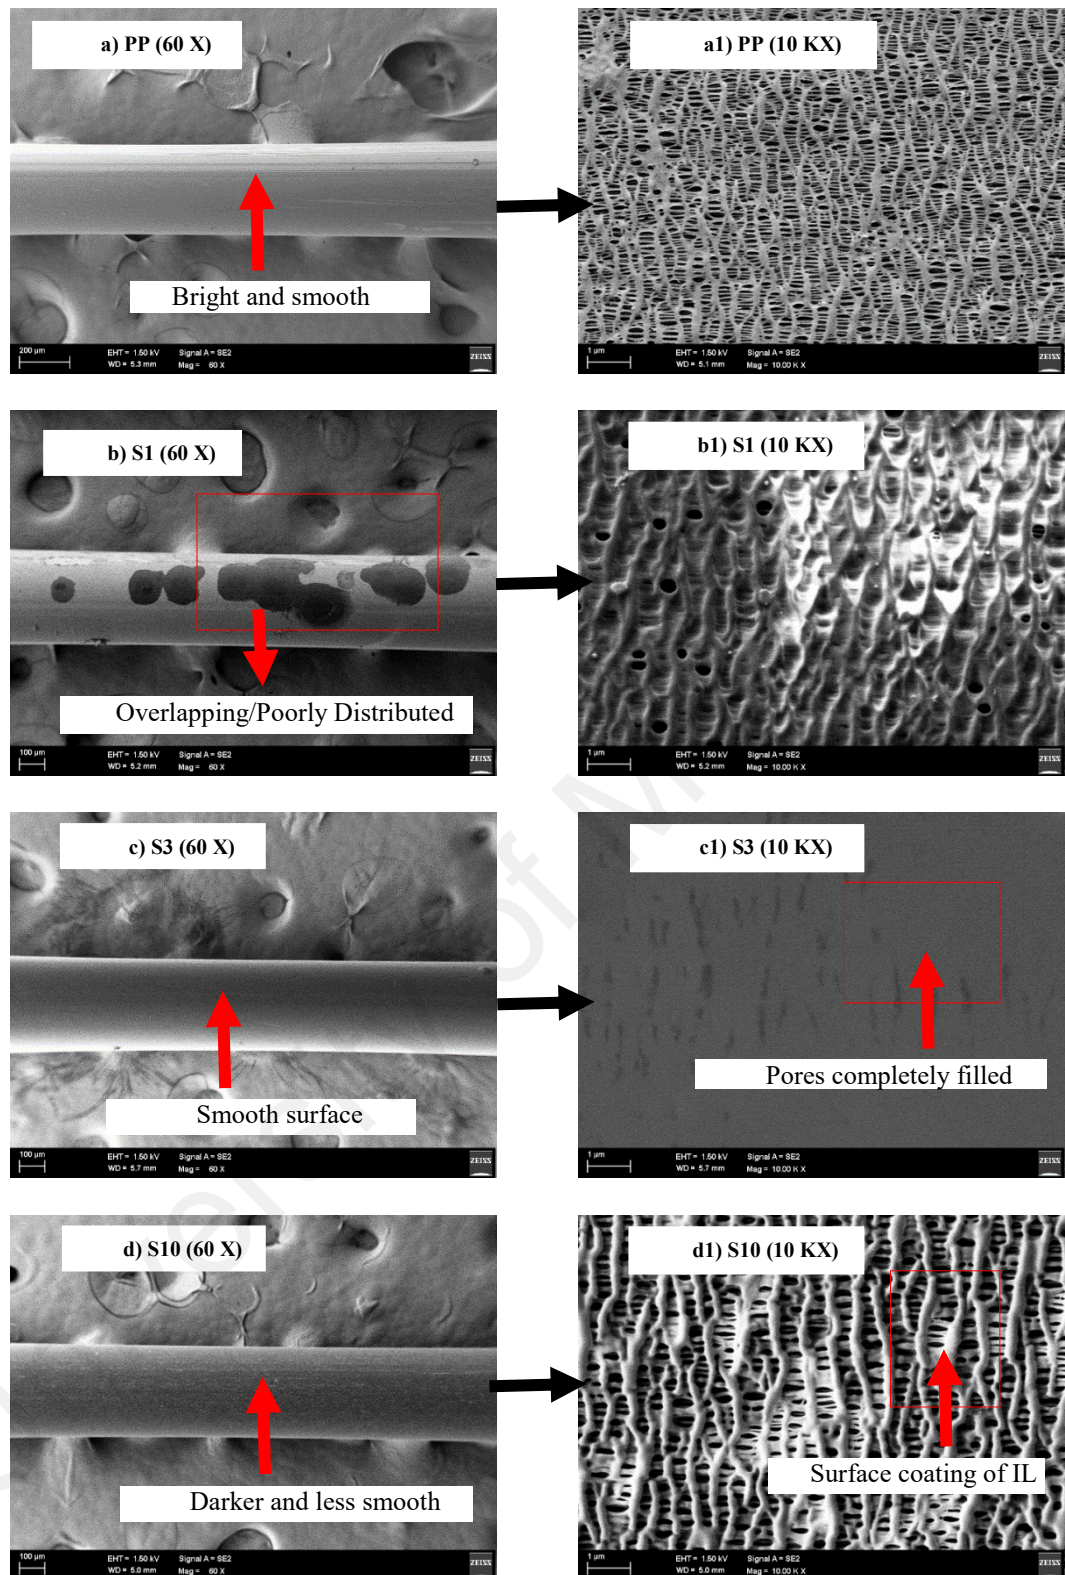 a) PP (60 X)
Bright and smooth
200 µm
EHT = 1.50 kV Signal A = SE2
WD = 5.3 mm Mag = 60 X
ZEISS
a1) PP (10 KX)
1 µm
EHT = 1.50 kV Signal A = SE2
WD = 5.1 mm Mag = 10.00 K X
ZEISS
b) S1 (60 X)
Overlapping/Poorly Distributed
100 µm
EHT = 1.50 kV Signal A = SE2
WD = 5.2 mm Mag = 60 X
ZEISS
b1) S1 (10 KX)
1 µm
EHT = 1.50 kV Signal A = SE2
WD = 5.2 mm Mag = 10.00 K X
ZEISS
c) S3 (60 X)
Smooth surface
100 µm
EHT = 1.50 kV Signal A = SE2
WD = 5.7 mm Mag = 60 X
ZEISS
c1) S3 (10 KX)
Pores completely filled
1 µm
EHT = 1.50 kV Signal A = SE2
WD = 5.7 mm Mag = 10.00 K X
ZEISS
d) S10 (60 X)
Darker and less smooth
100 µm
EHT = 1.50 kV Signal A = SE2
WD = 5.0 mm Mag = 60 X
ZEISS
d1) S10 (10 KX)
Surface coating of IL
1 µm
EHT = 1.50 kV Signal A = SE2
WD = 5.0 mm Mag = 10.00 K X
ZEISS
of M